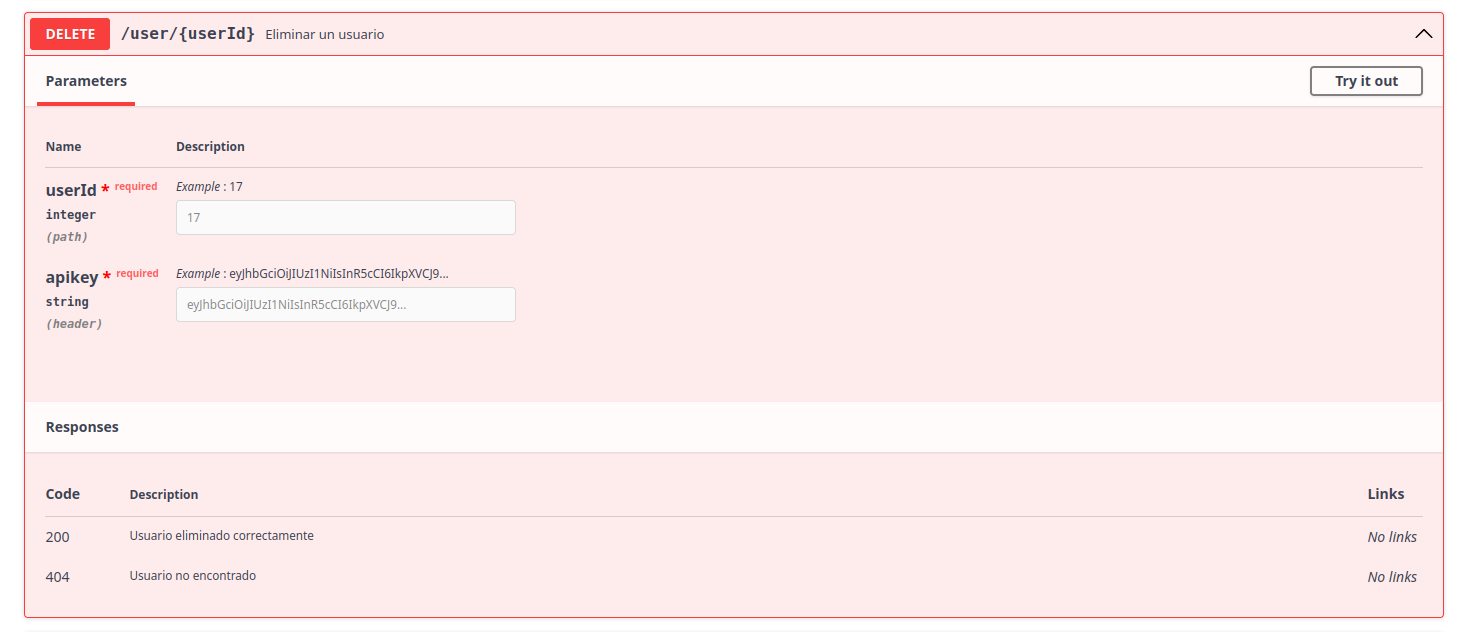 DELETE /user/{userId} Eliminar un usuario
Parameters Try it out
Name Description
userId * required Example : 17
integer 17
(path)
apikey * required Example : eyJhbGciOiJIUzI1NiIsInR5cCI6IkpXVCJ9...
string eyJhbGciOiJIUzI1NiIsInR5cCI6IkpXVCJ9...
(header)
Responses
Code Description Links
200 Usuario eliminado correctamente No links
404 Usuario no encontrado No links